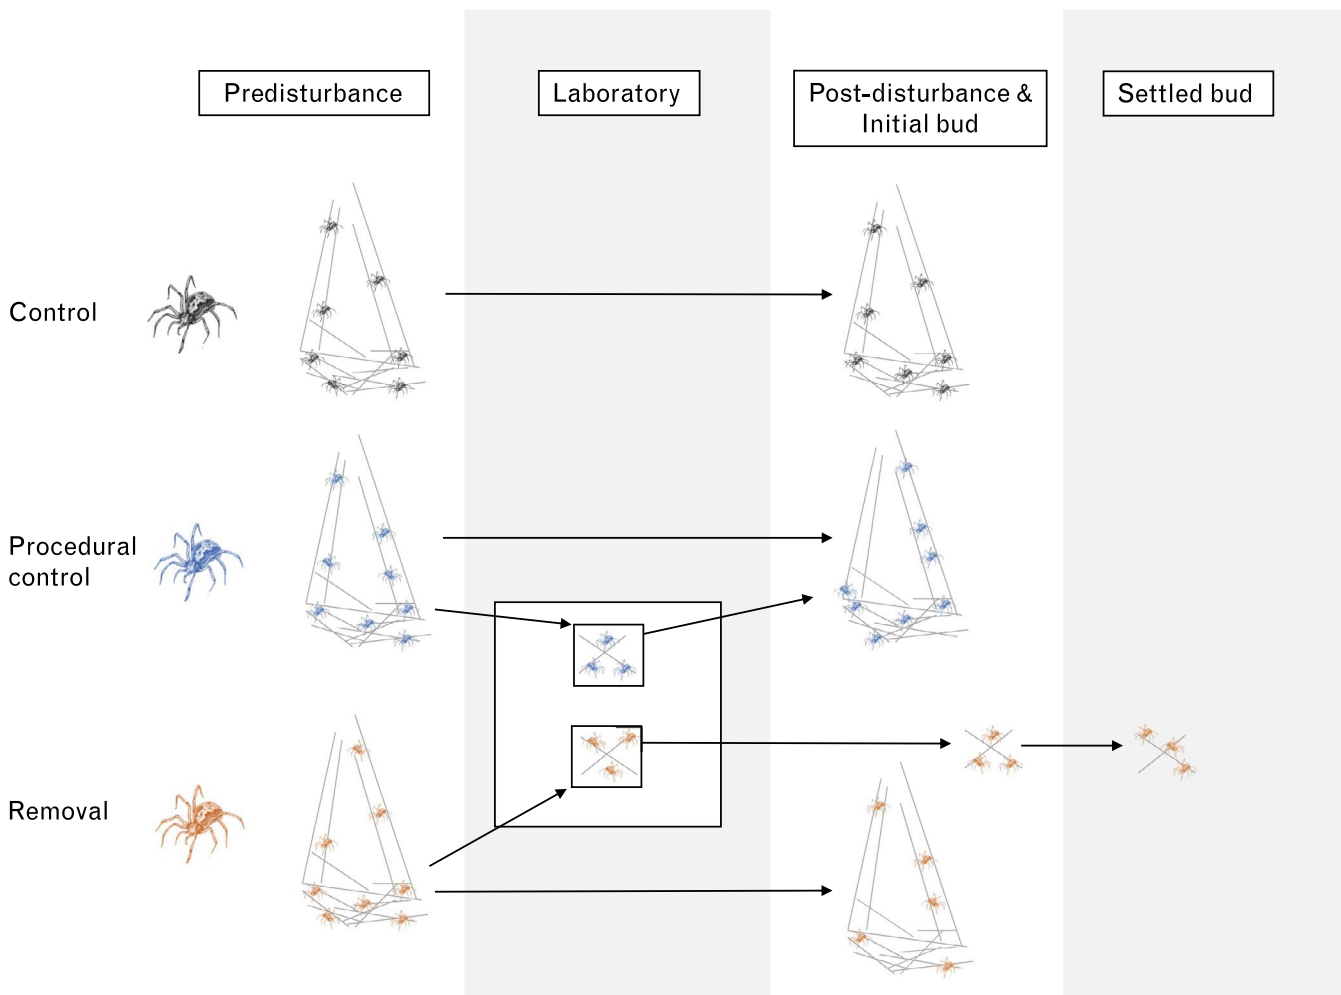 Predisturbance
Laboratory
Post-disturbance &
Initial bud
Settled bud
Control
Procedural
control
Removal